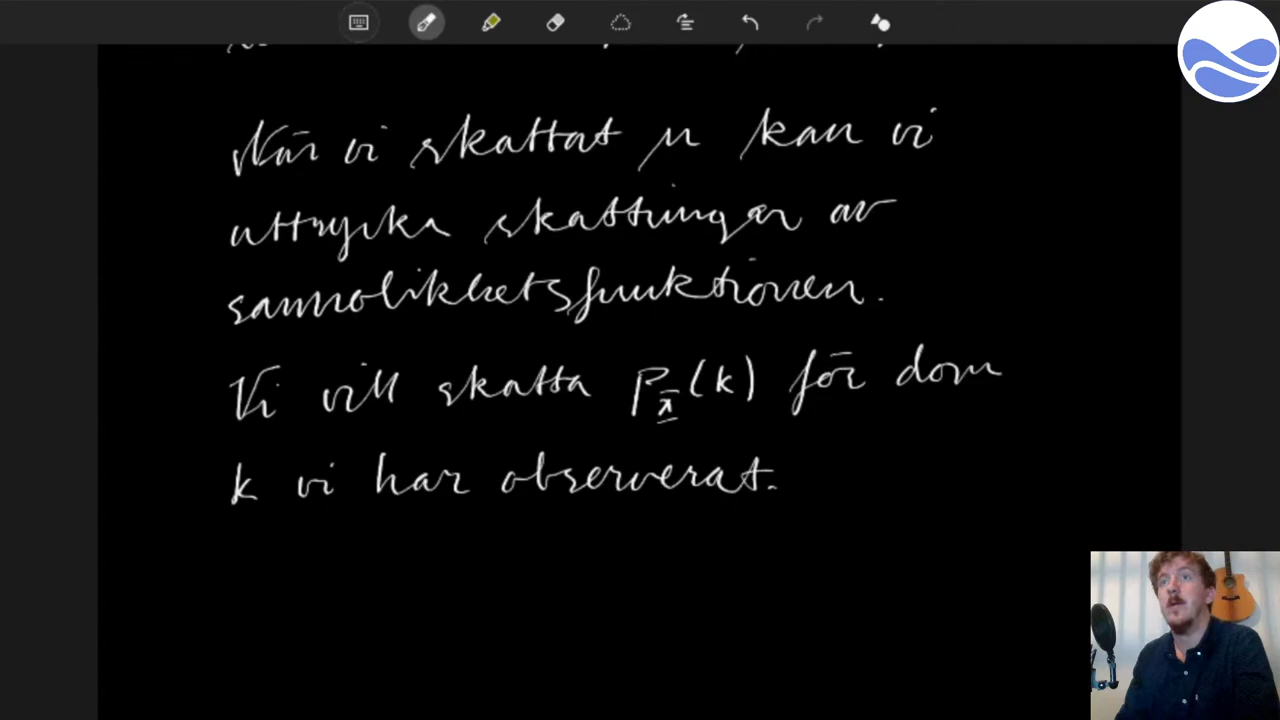 När vi skattat μ kan vi
uttrycka skattningar av
sannolikhetsfunktionen.
Vi vill skatta p_X(k) för dom
k vi har observerat.